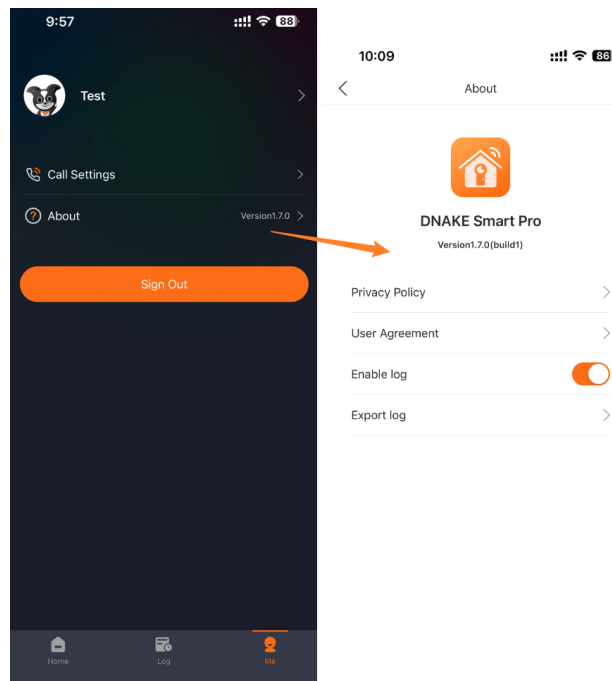 9:57
88
Test
Call Settings
About
Version1.7.0
Sign Out
Home
Log
Me
10:09
86
About
DNAKE Smart Pro
Version1.7.0(build1)
Privacy Policy
User Agreement
Enable log
Export log